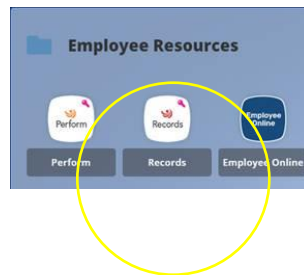 Employee Resources
Perform
Records
Employee
Online
Perform
Records
Employee Online